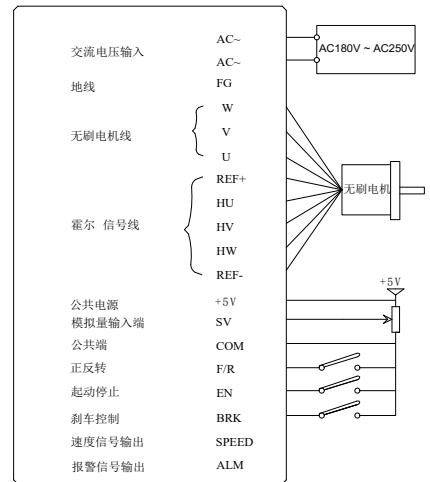 交流电压输入 AC~ AC180V ~ AC250V
AC~
地线 FG
W
无刷电机线 V
U
REF+ 无刷电机
HU
霍尔 信号线 HV
HW
REF-
+5V
公共电源 +5V
模拟量输入端 SV
公共端 COM
正反转 F/R
起动停止 EN
刹车控制 BRK
速度信号输出 SPEED
报警信号输出 ALM